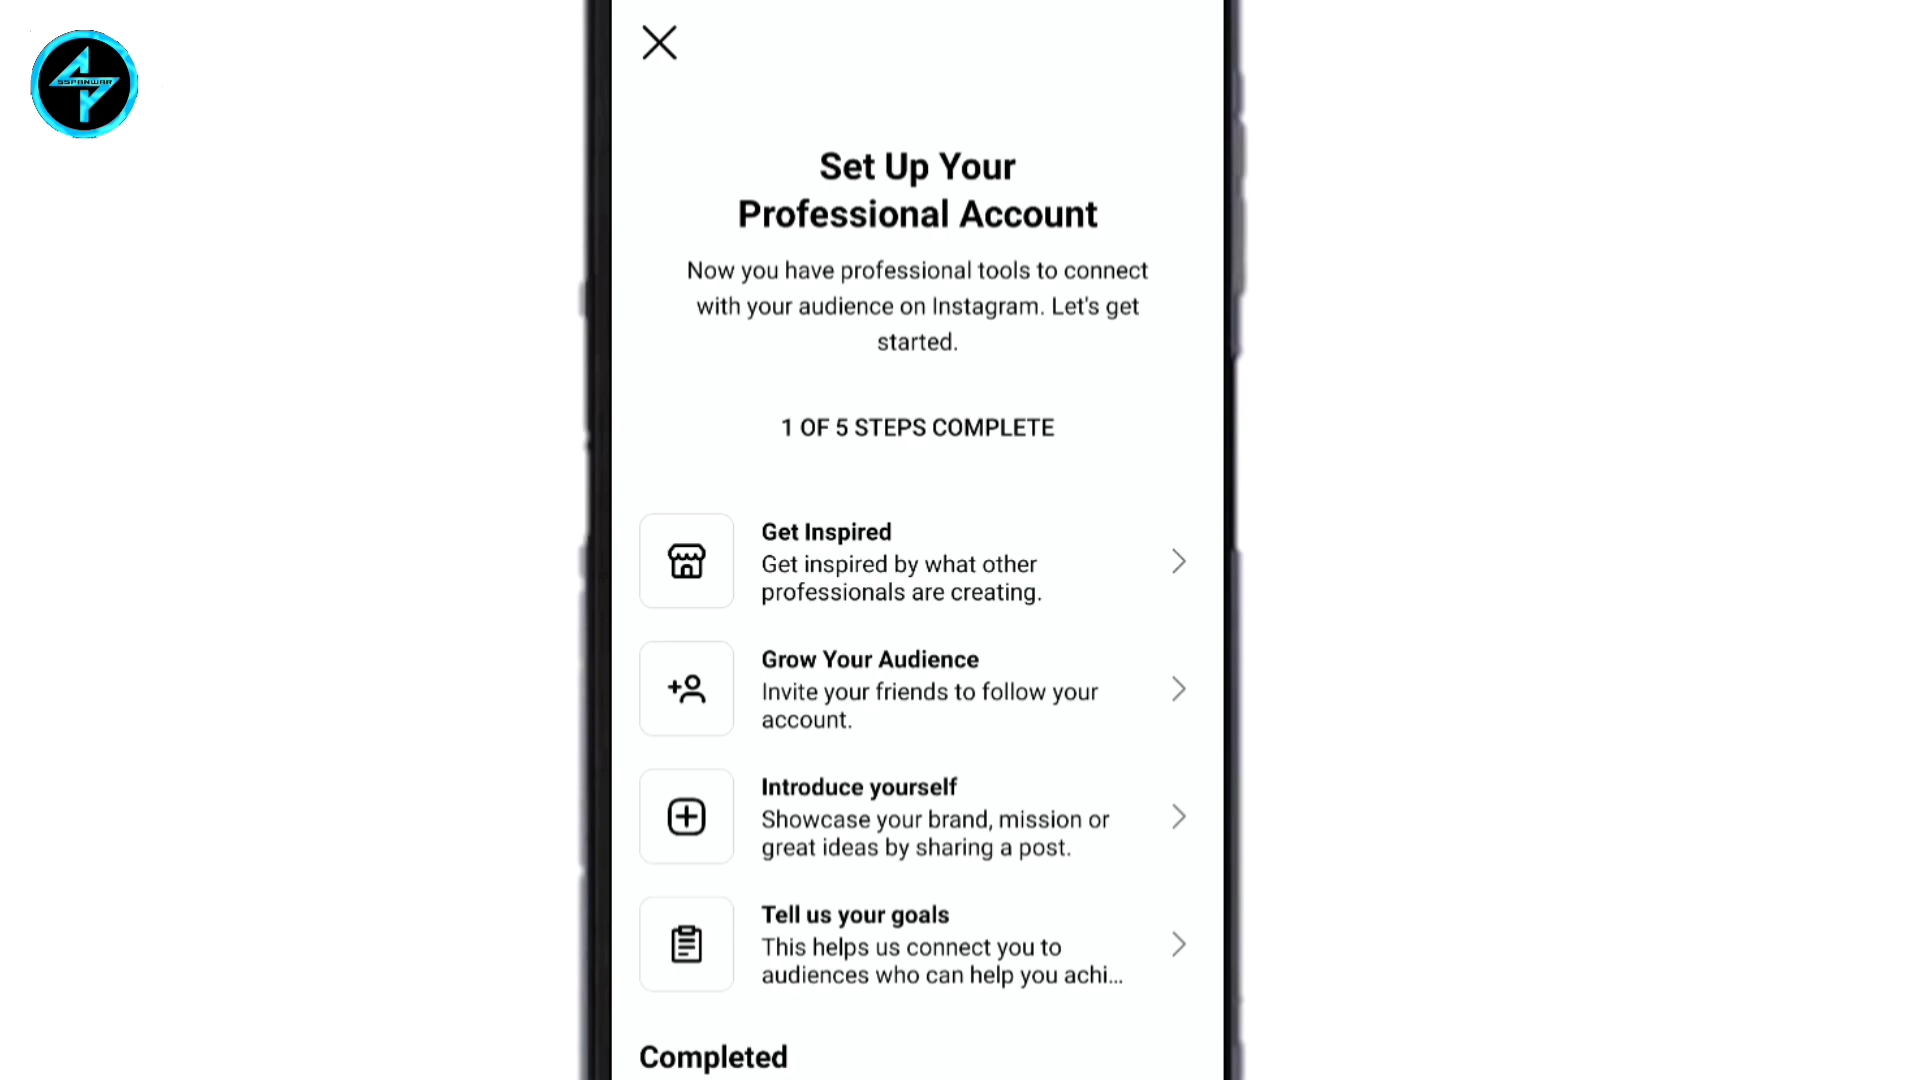 SSPANWAR
Set Up Your
Professional Account
Now you have professional tools to connect
with your audience on Instagram. Let's get
started.
1 OF 5 STEPS COMPLETE
Get Inspired
Get inspired by what other
professionals are creating.
Grow Your Audience
Invite your friends to follow your
account.
Introduce yourself
Showcase your brand, mission or
great ideas by sharing a post.
Tell us your goals
This helps us connect you to
audiences who can help you achi...
Completed